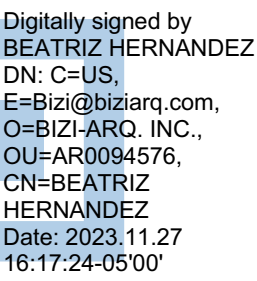 Digitally signed by
BEATRIZ HERNANDEZ
DN: C=US,
E=Bizi@biziarq.com,
O=BIZI-ARQ. INC.,
OU=AR0094576,
CN=BEATRIZ
HERNANDEZ
Date: 2023.11.27
16:17:24-05'00'